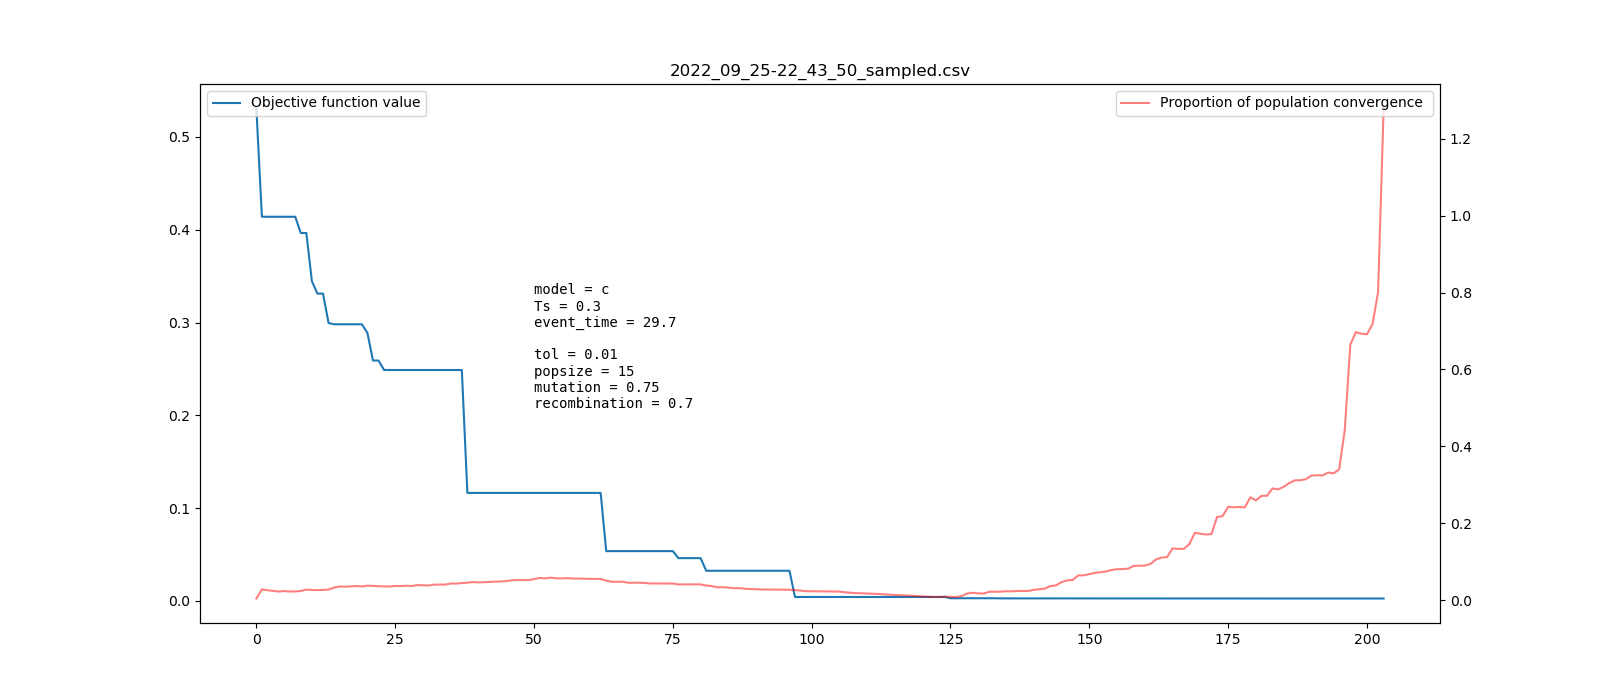 2022_09_25-22_43_50_sampled.csv
Objective function value
Proportion of population convergence
0.5
0.4
0.3
0.2
0.1
0.0
1.2
1.0
0.8
0.6
0.4
0.2
0.0
model = c
Ts = 0.3
event_time = 29.7
tol = 0.01
popsize = 15
mutation = 0.75
recombination = 0.7
0 25 50 75 100 125 150 175 200